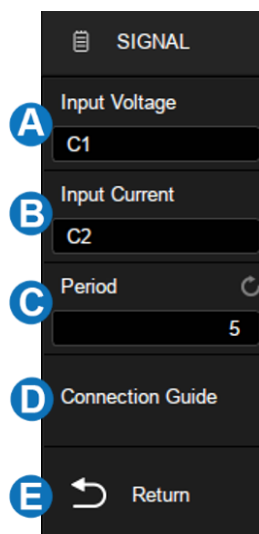 SIGNAL
A
Input Voltage
C1
B
Input Current
C2
C
Period
5
D
Connection Guide
E
Return